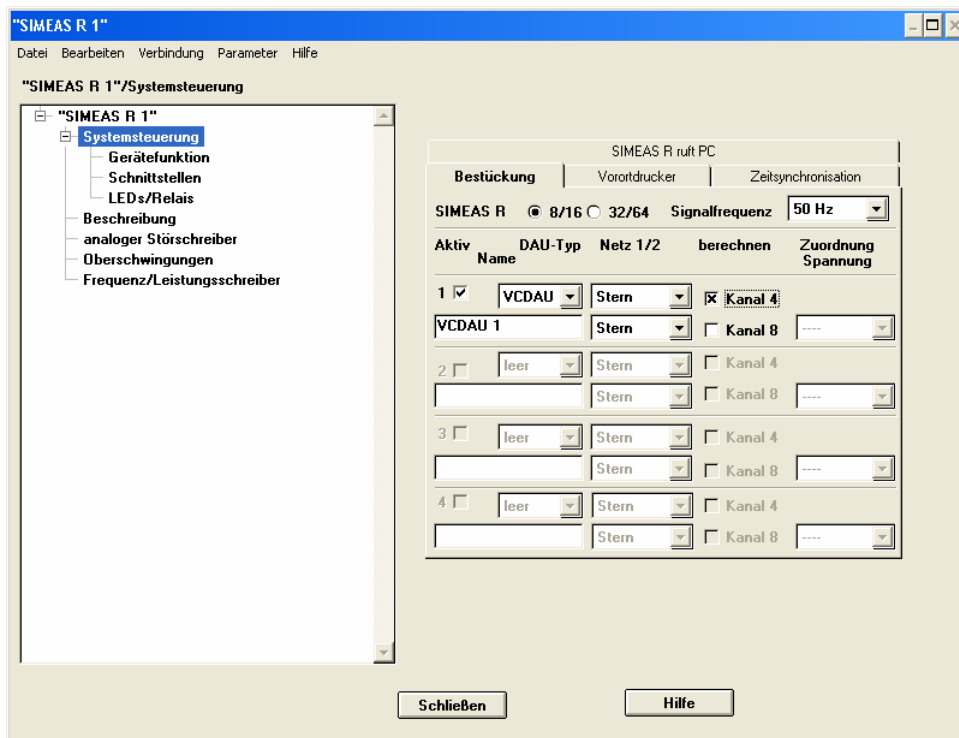 "SIMEAS R 1"
Datei Bearbeiten Verbindung Parameter Hilfe
"SIMEAS R 1"/Systemsteuerung
"SIMEAS R 1"
Systemsteuerung
Gerätefunktion
Schnittstellen
LEDs/Relais
Beschreibung
analoger Störschreiber
Oberschwingungen
Frequenz/Leistungsschreiber
SIMEAS R ruft PC
Bestückung Vorortdrucker Zeitsynchronisation
SIMEAS R 8/16 32/64 Signalfrequenz 50 Hz
Aktiv DAU-Typ Netz 1/2 berechnen Zuordnung
Name Spannung
1 VCDAU Stern Kanal 4
VCDAU 1 Stern Kanal 8 ----
2 leer Stern Kanal 4
Stern Kanal 8 ----
3 leer Stern Kanal 4
Stern Kanal 8 ----
4 leer Stern Kanal 4
Stern Kanal 8 ----
Schließen Hilfe